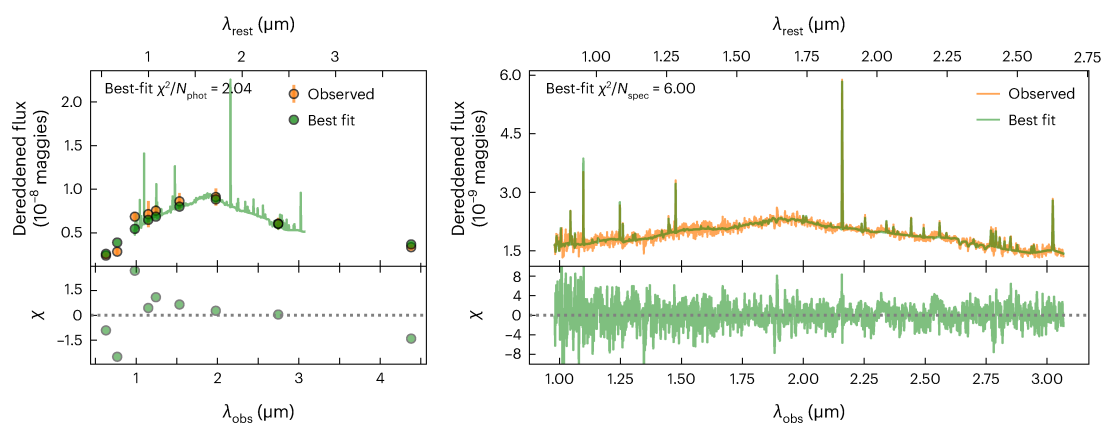 λrest (μm)
1 2 3
Best-fit χ²/Nphot = 2.04
Observed
Best fit
2.0
1.5
1.0
0.5
Dereddened flux
(10⁻⁸ maggies)
1.5
0
−1.5
χ
1 2 3 4
λobs (μm)
λrest (μm)
1.00 1.25 1.50 1.75 2.00 2.25 2.50 2.75
Best-fit χ²/Nspec = 6.00
Observed
Best fit
6.0
4.5
3.0
1.5
Dereddened flux
(10⁻⁹ maggies)
8
4
0
−4
−8
χ
1.00 1.25 1.50 1.75 2.00 2.25 2.50 2.75 3.00
λobs (μm)